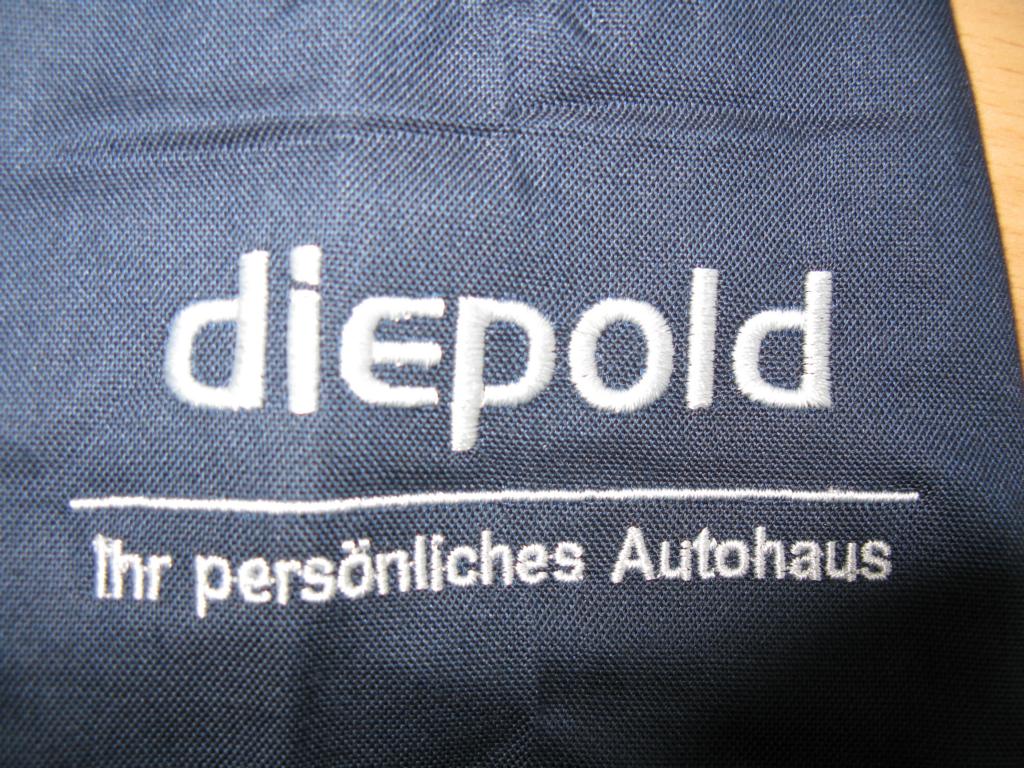 diepold
Ihr persönliches Autohaus